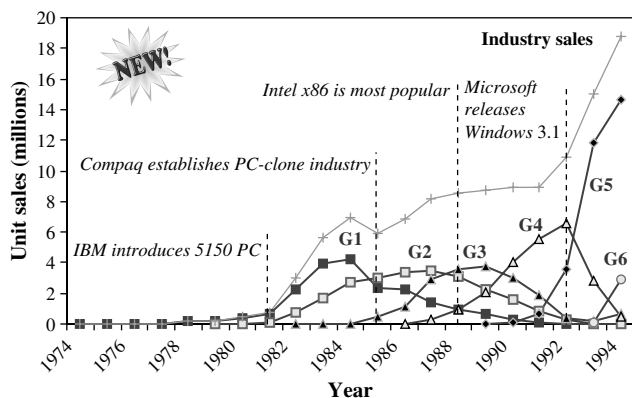 20
18
16
14
12
10
8
6
4
2
0
Unit sales (millions)
NEW!
Industry sales
Intel x86 is most popular
Microsoft
releases
Windows 3.1
Compaq establishes PC-clone industry
IBM introduces 5150 PC
G1
G2
G3
G4
G5
G6
1974
1976
1978
1980
1982
1984
1986
1988
1990
1992
1994
Year